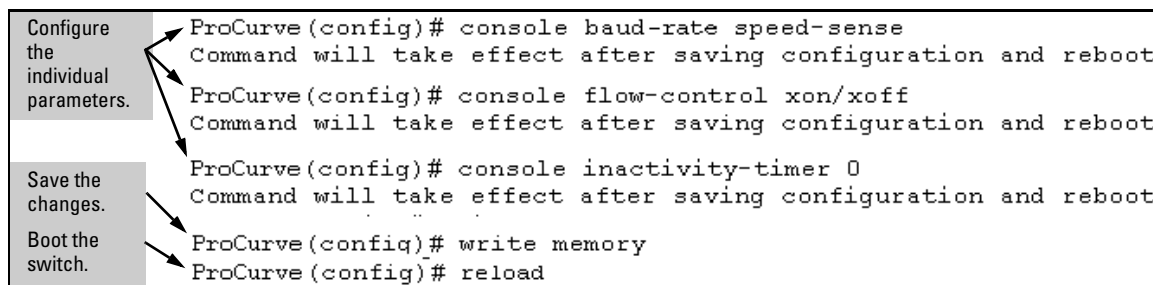 Configure
the
individual
parameters.
ProCurve(config)# console baud-rate speed-sense
Command will take effect after saving configuration and reboot
ProCurve(config)# console flow-control xon/xoff
Command will take effect after saving configuration and reboot
ProCurve(config)# console inactivity-timer 0
Command will take effect after saving configuration and reboot
Save the
changes.
ProCurve(config)# write memory
Boot the
switch.
ProCurve(config)# reload